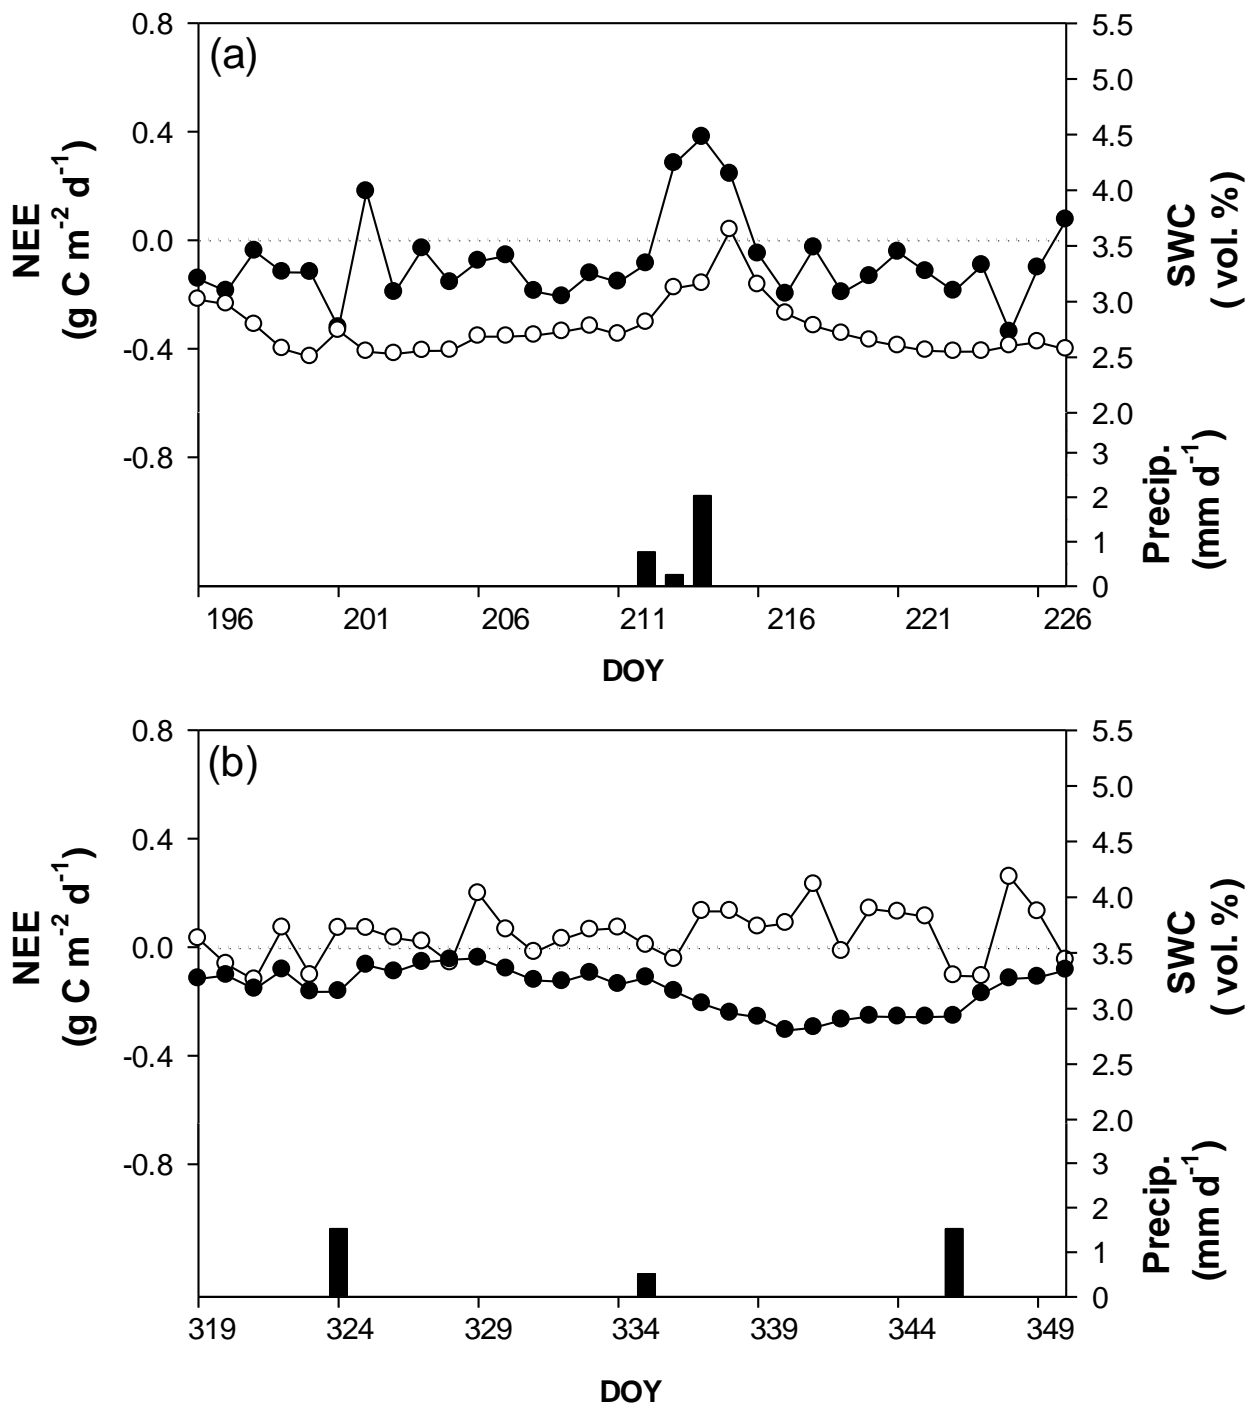 (a)
0.8
0.4
0.0
-0.4
-0.8
NEE
(g C m⁻² d⁻¹)
5.5
5.0
4.5
4.0
3.5
3.0
2.5
2.0
SWC
( vol. %)
3
2
1
0
Precip.
(mm d⁻¹)
196 201 206 211 216 221 226
DOY
(b)
0.8
0.4
0.0
-0.4
-0.8
NEE
(g C m⁻² d⁻¹)
5.5
5.0
4.5
4.0
3.5
3.0
2.5
2.0
SWC
( vol. %)
3
2
1
0
Precip.
(mm d⁻¹)
319 324 329 334 339 344 349
DOY